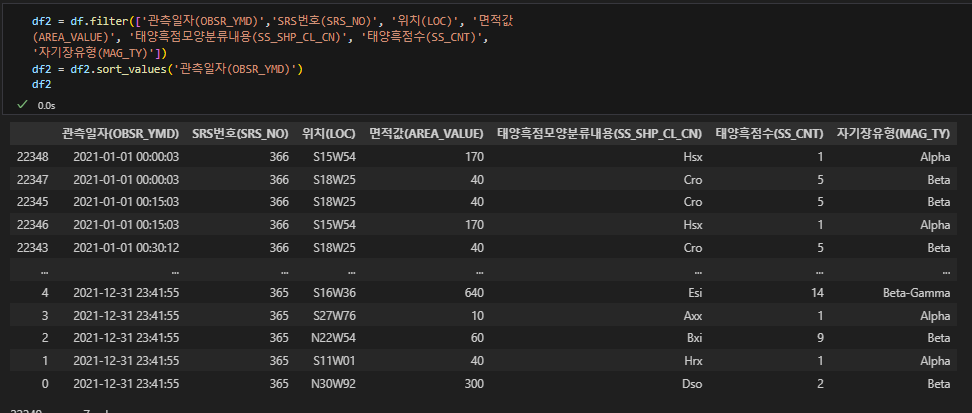 df2 = df.filter(['관측일자(OBSR_YMD)','SRS번호(SRS_NO)', '위치(LOC)', '면적값
(AREA_VALUE)', '태양흑점모양분류내용(SS_SHP_CL_CN)', '태양흑점수(SS_CNT)',
'자기장유형(MAG_TY)'])
df2 = df2.sort_values('관측일자(OBSR_YMD)')
df2
0.0s
관측일자(OBSR_YMD) SRS번호(SRS_NO) 위치(LOC) 면적값(AREA_VALUE) 태양흑점모양분류내용(SS_SHP_CL_CN) 태양흑점수(SS_CNT) 자기장유형(MAG_TY)
22348 2021-01-01 00:00:03 366 S15W54 170 Hsx 1 Alpha
22347 2021-01-01 00:00:03 366 S18W25 40 Cro 5 Beta
22345 2021-01-01 00:15:03 366 S18W25 40 Cro 5 Beta
22346 2021-01-01 00:15:03 366 S15W54 170 Hsx 1 Alpha
22343 2021-01-01 00:30:12 366 S18W25 40 Cro 5 Beta
... ... ... ... ... ... ... ...
4 2021-12-31 23:41:55 365 S16W36 640 Esi 14 Beta-Gamma
3 2021-12-31 23:41:55 365 S27W76 10 Axx 1 Alpha
2 2021-12-31 23:41:55 365 N22W54 60 Bxi 9 Beta
1 2021-12-31 23:41:55 365 S11W01 40 Hrx 1 Alpha
0 2021-12-31 23:41:55 365 N30W92 300 Dso 2 Beta